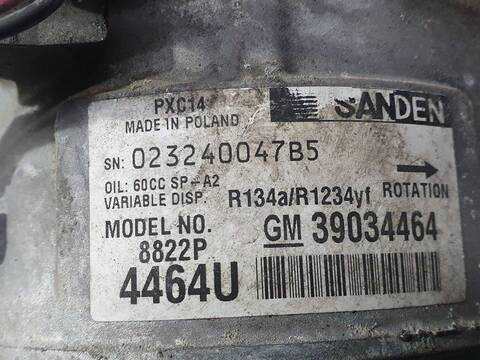 PXC14
SANDEN
MADE IN POLAND
SN: 023240047B5
OIL: 60CC SP-A2
VARIABLE DISP. R134a/R1234yf ROTATION
MODEL NO. GM 39034464
8822P
4464U